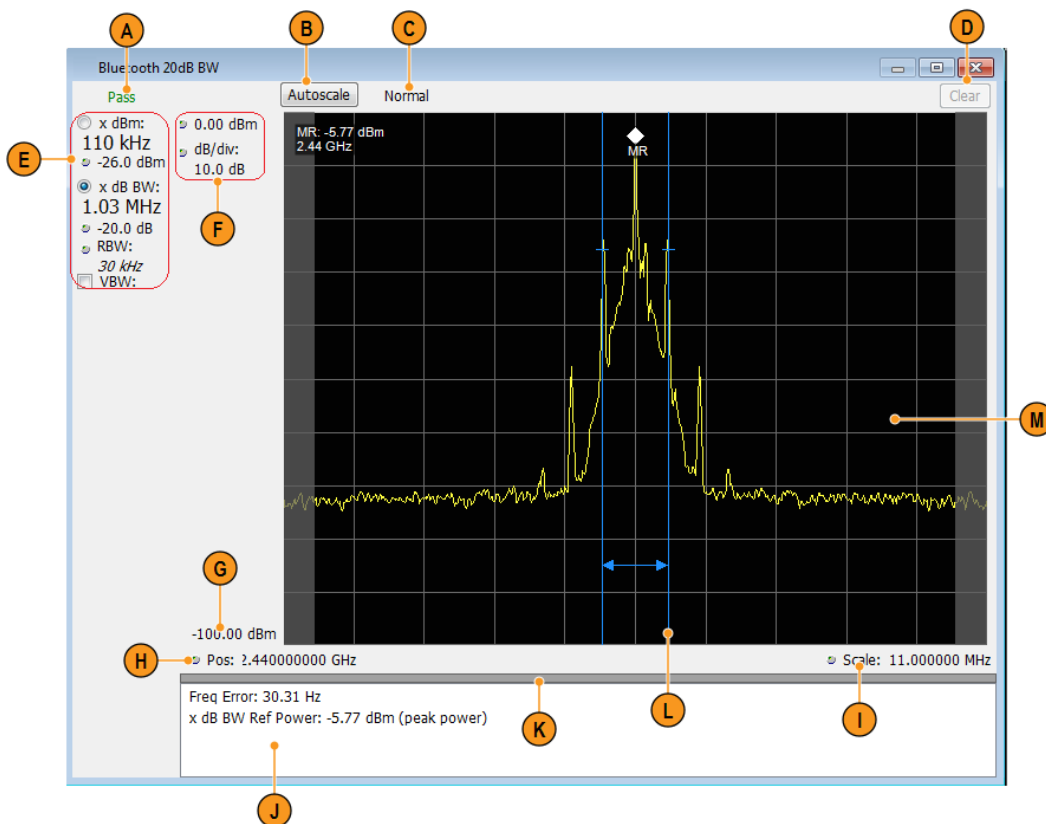 A
B
C
D
Bluetooth 20dB BW
Pass
Autoscale
Normal
Clear
E
x dBm:
110 kHz
-26.0 dBm
x dB BW:
1.03 MHz
-20.0 dB
RBW:
30 kHz
VBW:
0.00 dBm
dB/div:
10.0 dB
F
MR: -5.77 dBm
2.44 GHz
MR
M
G
-100.00 dBm
H
Pos: 2.440000000 GHz
Scale: 11.000000 MHz
Freq Error: 30.31 Hz
x dB BW Ref Power: -5.77 dBm (peak power)
K
L
I
J